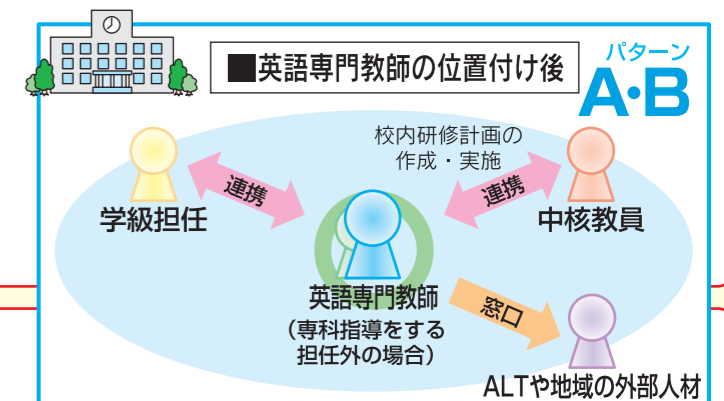 ■英語専門教師の位置付け後
パターン
A・B
校内研修計画の
作成・実施
連携
連携
学級担任
中核教員
英語専門教師
（専科指導をする
担任外の場合）
窓口
ALTや地域の外部人材